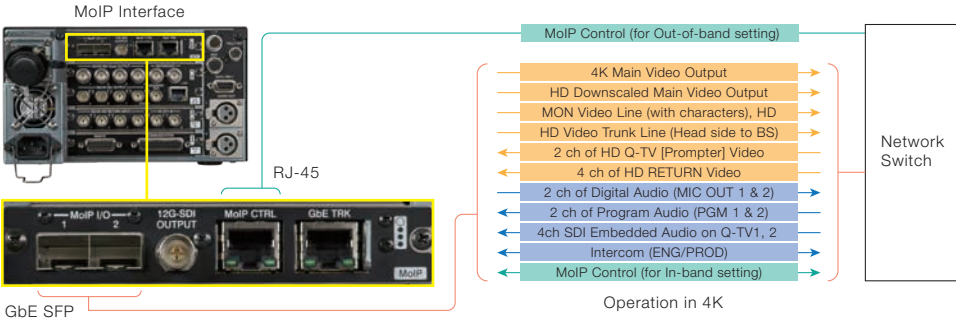 MoIP Interface
MoIP Control (for Out-of-band setting)
4K Main Video Output
HD Downscaled Main Video Output
MON Video Line (with characters), HD
HD Video Trunk Line (Head side to BS)
2 ch of HD Q-TV [Prompter] Video
4 ch of HD RETURN Video
2 ch of Digital Audio (MIC OUT 1 & 2)
2 ch of Program Audio (PGM 1 & 2)
4ch SDI Embedded Audio on Q-TV1, 2
Intercom (ENG/PROD)
MoIP Control (for In-band setting)
Operation in 4K
Network
Switch
RJ-45
MoIP I/O
1 2
12G-SDI
OUTPUT
MoIP CTRL
GbE TRK
MoIP
GbE SFP